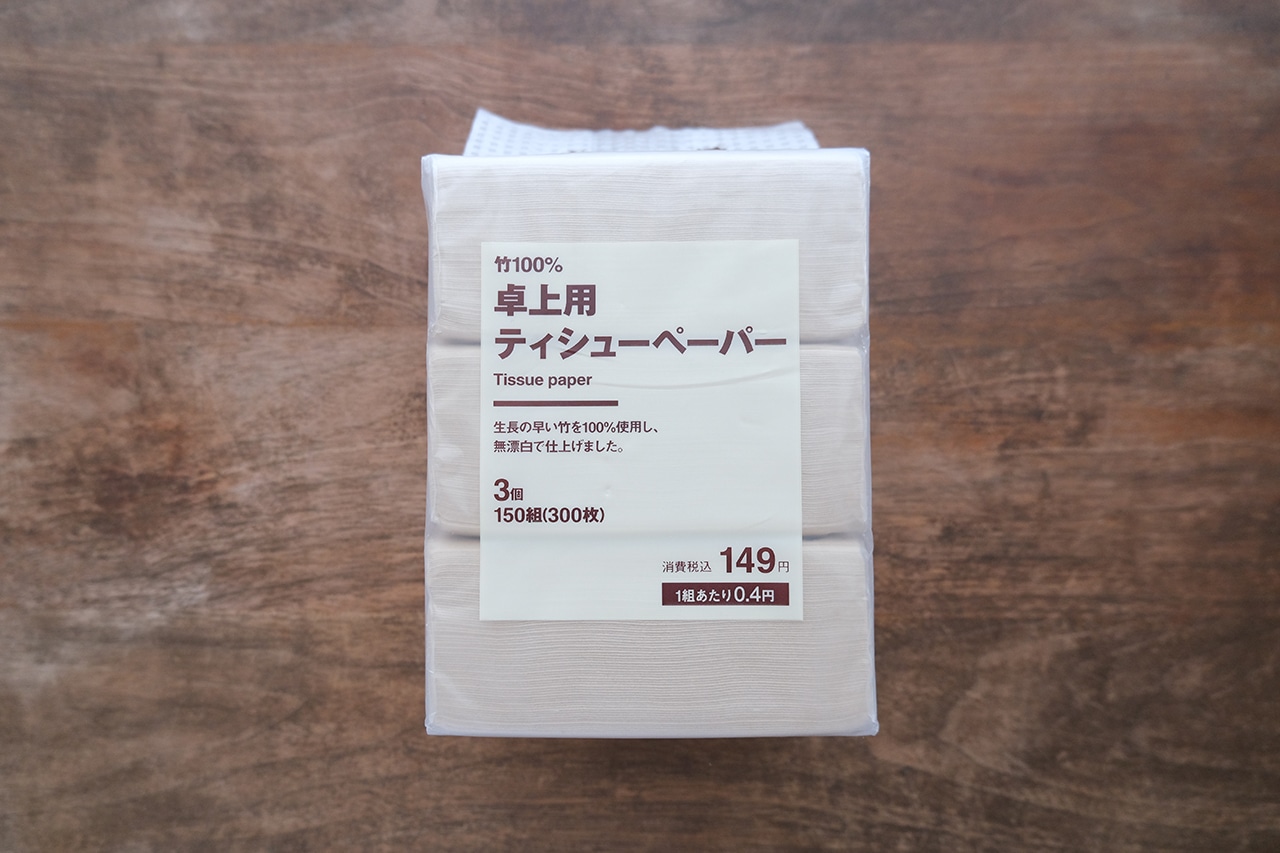 竹100%
卓上用
ティシューペーパー
Tissue paper
生長の早い竹を100%使用し、
無漂白で仕上げました。
3個
150組(300枚)
消費税込 149円
1組あたり0.4円